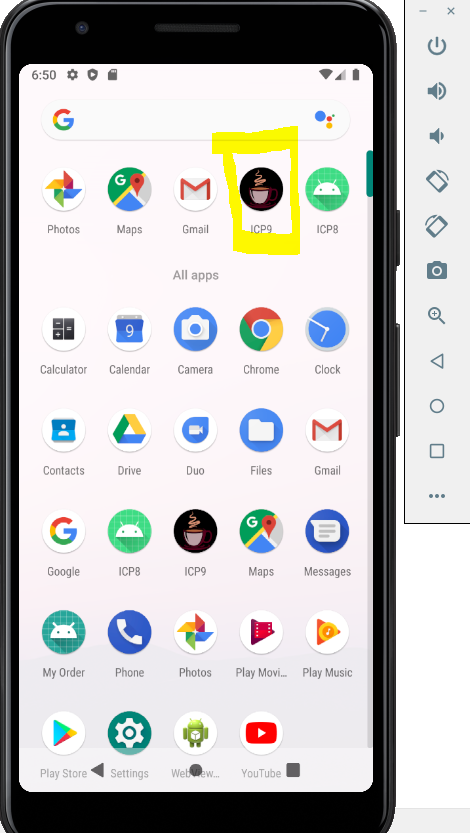 6:50
Photos Maps Gmail ICP9 ICP8
All apps
Calculator Calendar Camera Chrome Clock
Contacts Drive Duo Files Gmail
Google ICP8 ICP9 Maps Messages
My Order Phone Photos Play Movi... Play Music
Play Store Settings WebView... YouTube